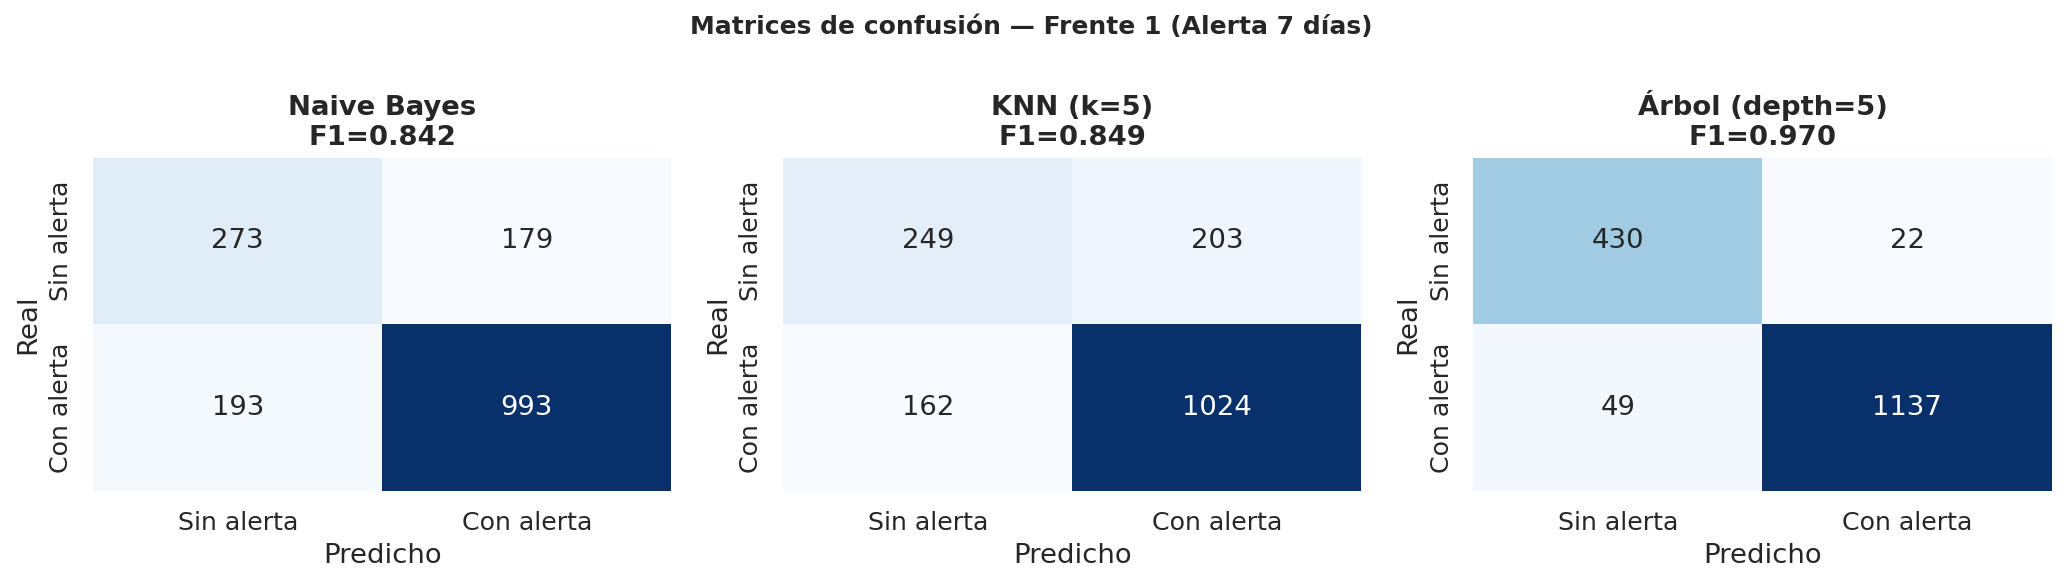 Matrices de confusión — Frente 1 (Alerta 7 días)
Naive Bayes
F1=0.842
Real
Sin alerta
Con alerta
273
179
193
993
Sin alerta
Con alerta
Predicho
KNN (k=5)
F1=0.849
Real
Sin alerta
Con alerta
249
203
162
1024
Sin alerta
Con alerta
Predicho
Árbol (depth=5)
F1=0.970
Real
Sin alerta
Con alerta
430
22
49
1137
Sin alerta
Con alerta
Predicho